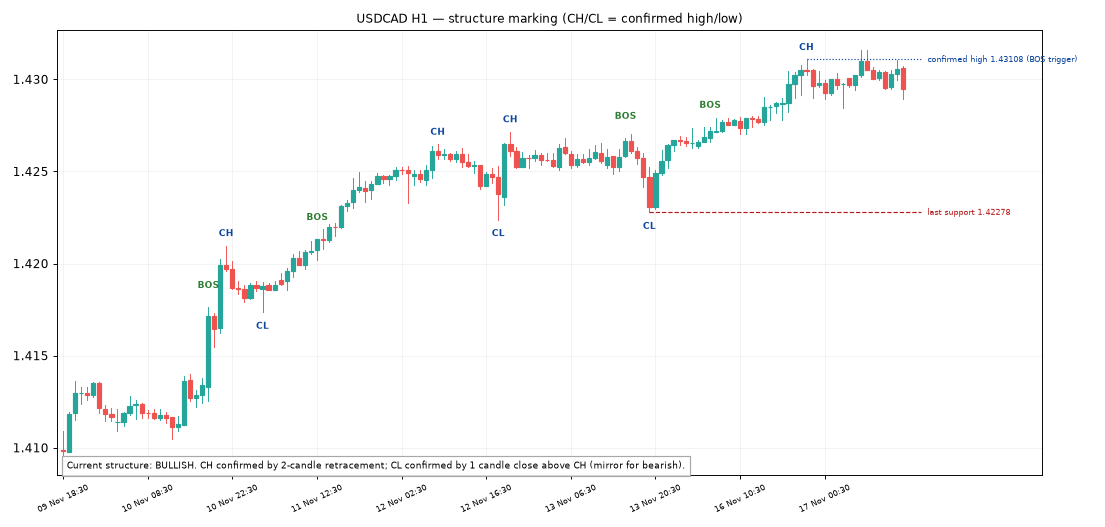 USDCAD H1 — structure marking (CH/CL = confirmed high/low)
CH
confirmed high 1.43108 (BOS trigger)
1.430
BOS
BOS
CH
CH
1.425
BOS
last support 1.42278
CH
CL
CL
1.420
BOS
CL
1.415
1.410
Current structure: BULLISH. CH confirmed by 2-candle retracement; CL confirmed by 1 candle close above CH (mirror for bearish).
09 Nov 18:30
10 Nov 08:30
10 Nov 22:30
11 Nov 12:30
12 Nov 02:30
12 Nov 16:30
13 Nov 06:30
13 Nov 20:30
16 Nov 10:30
17 Nov 00:30